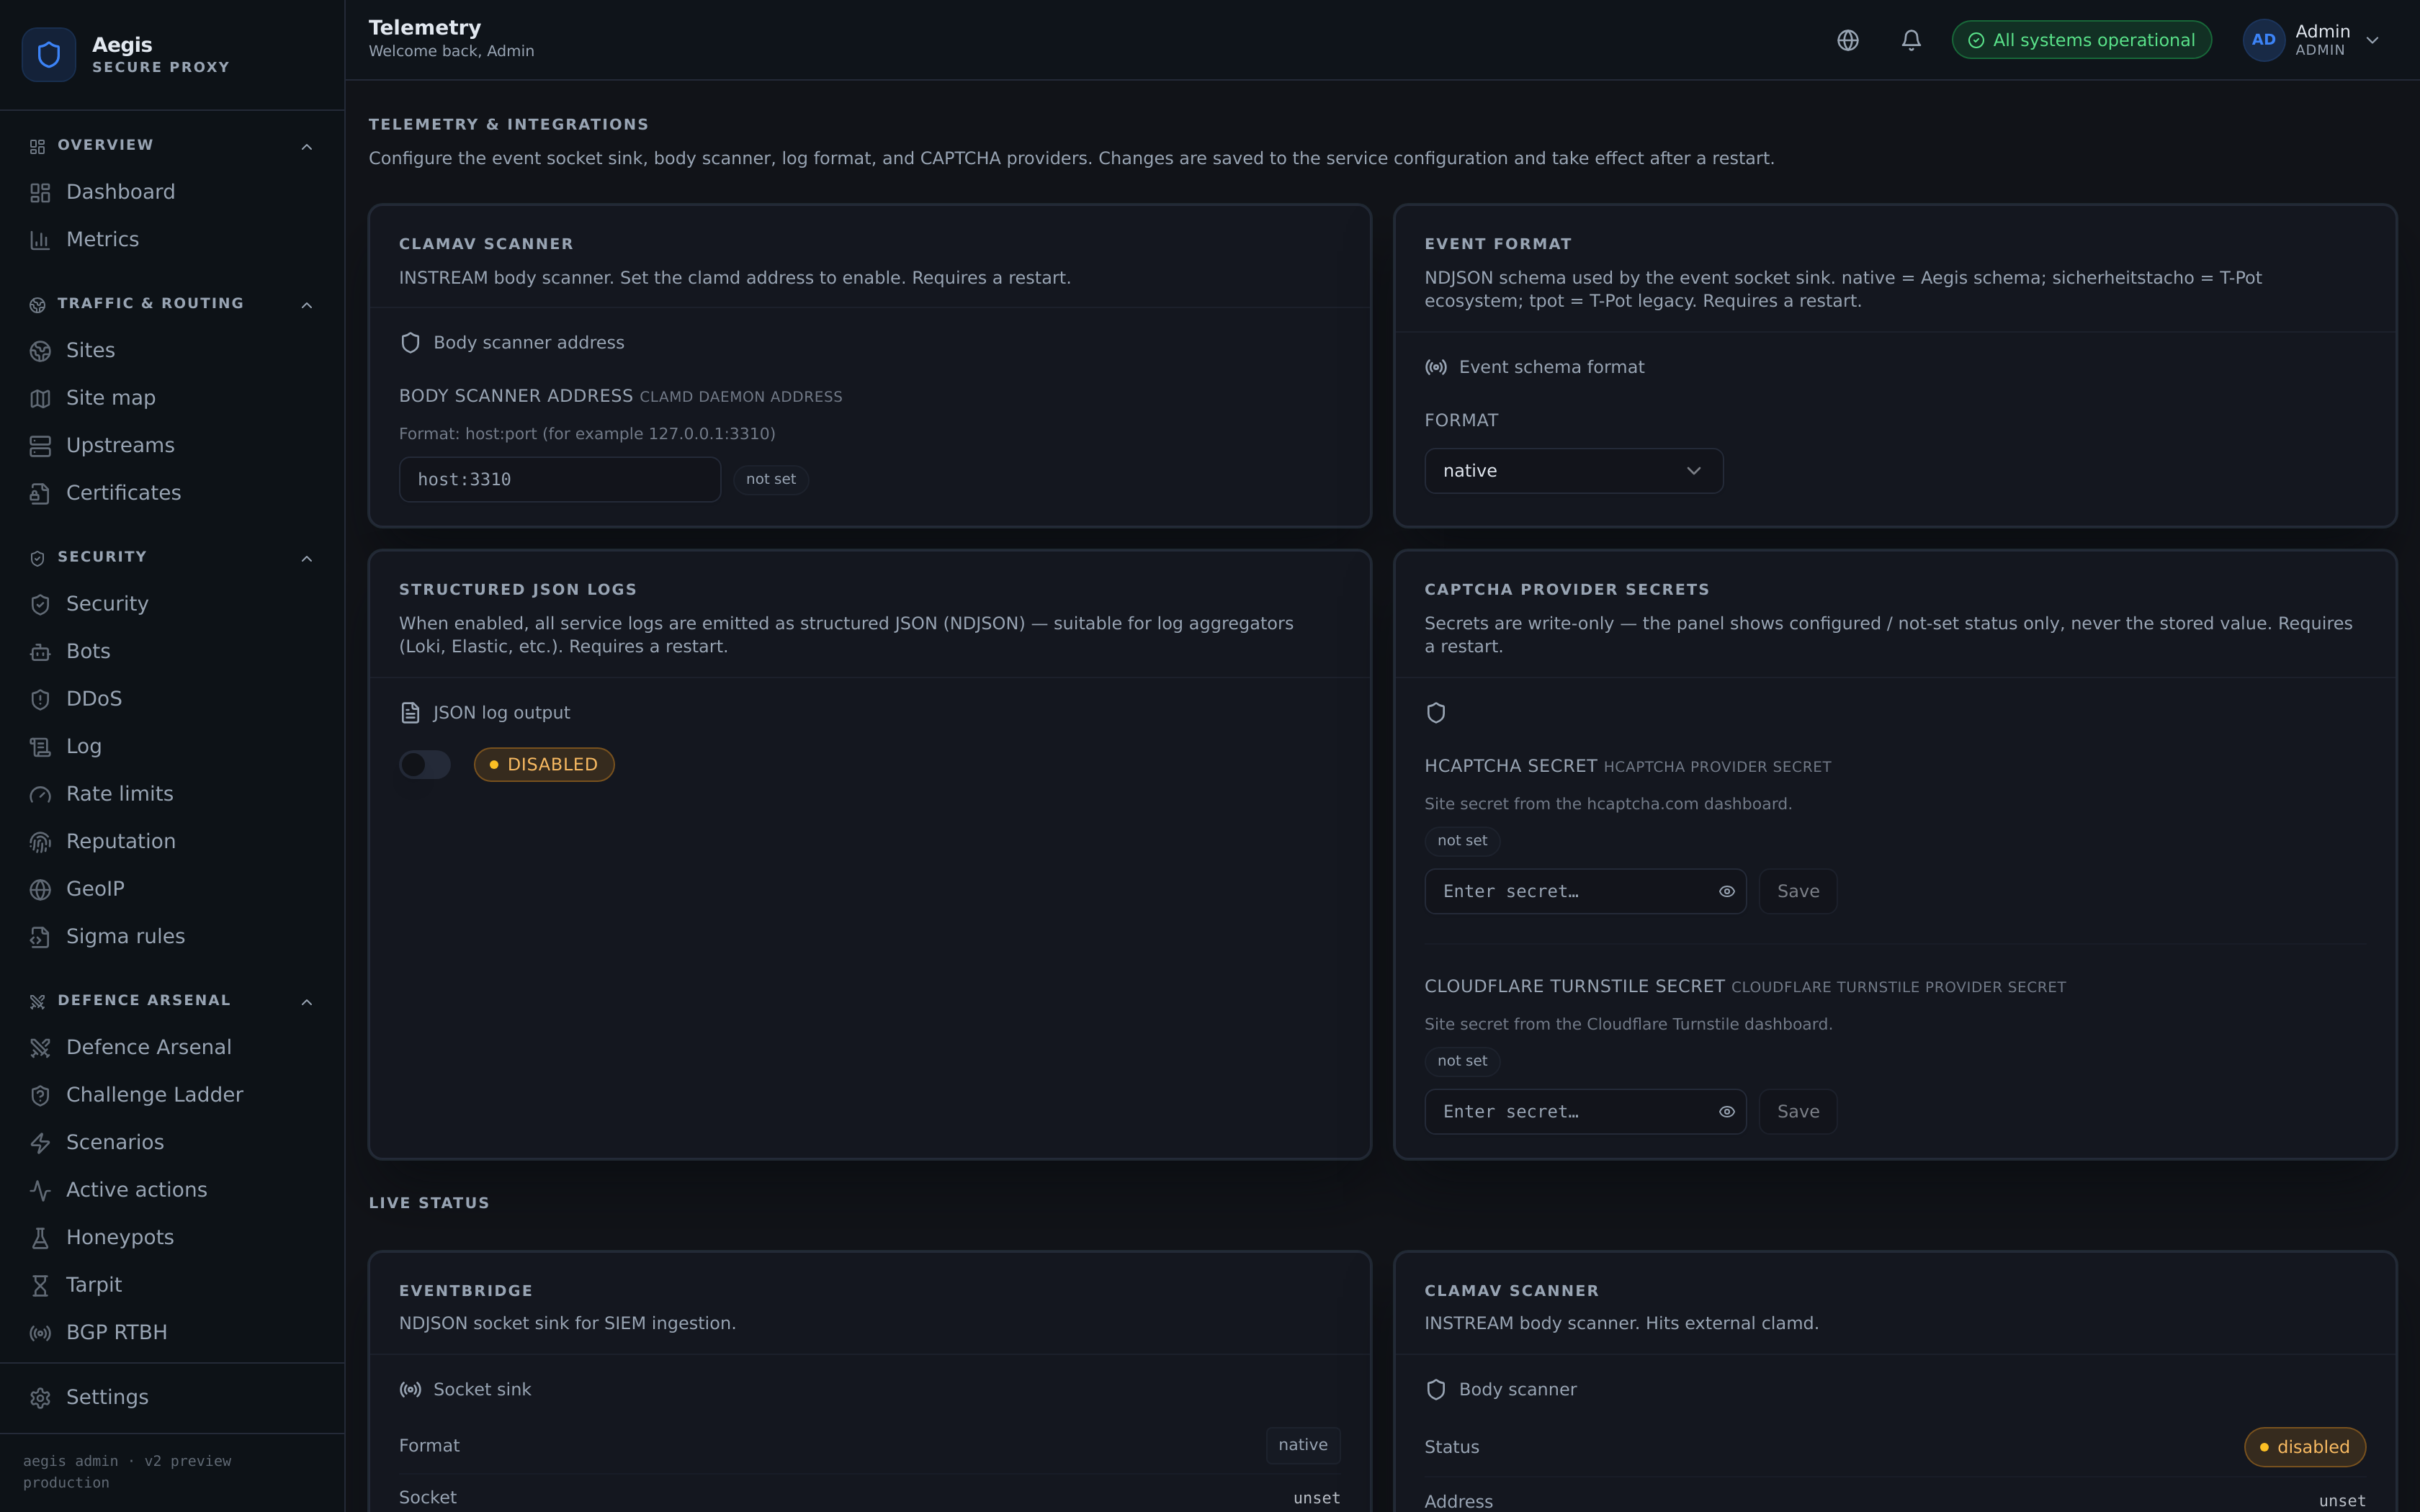 Aegis
SECURE PROXY
OVERVIEW
Dashboard
Metrics
TRAFFIC & ROUTING
Sites
Site map
Upstreams
Certificates
SECURITY
Security
Bots
DDoS
Log
Rate limits
Reputation
GeoIP
Sigma rules
DEFENCE ARSENAL
Defence Arsenal
Challenge Ladder
Scenarios
Active actions
Honeypots
Tarpit
BGP RTBH
Settings
aegis admin · v2 preview
production
Telemetry
Welcome back, Admin
All systems operational
AD
Admin
ADMIN
TELEMETRY & INTEGRATIONS
Configure the event socket sink, body scanner, log format, and CAPTCHA providers. Changes are saved to the service configuration and take effect after a restart.
CLAMAV SCANNER
INSTREAM body scanner. Set the clamd address to enable. Requires a restart.
Body scanner address
BODY SCANNER ADDRESS CLAMD DAEMON ADDRESS
Format: host:port (for example 127.0.0.1:3310)
host:3310 not set
EVENT FORMAT
NDJSON schema used by the event socket sink. native = Aegis schema; sicherheitstacho = T-Pot
ecosystem; tpot = T-Pot legacy. Requires a restart.
Event schema format
FORMAT
native
STRUCTURED JSON LOGS
When enabled, all service logs are emitted as structured JSON (NDJSON) — suitable for log aggregators
(Loki, Elastic, etc.). Requires a restart.
JSON log output
DISABLED
CAPTCHA PROVIDER SECRETS
Secrets are write-only — the panel shows configured / not-set status only, never the stored value. Requires
a restart.
HCAPTCHA SECRET HCAPTCHA PROVIDER SECRET
Site secret from the hcaptcha.com dashboard.
not set
Enter secret… Save
CLOUDFLARE TURNSTILE SECRET CLOUDFLARE TURNSTILE PROVIDER SECRET
Site secret from the Cloudflare Turnstile dashboard.
not set
Enter secret… Save
LIVE STATUS
EVENTBRIDGE
NDJSON socket sink for SIEM ingestion.
Socket sink
Format native
Socket unset
CLAMAV SCANNER
INSTREAM body scanner. Hits external clamd.
Body scanner
Status disabled
Address unset